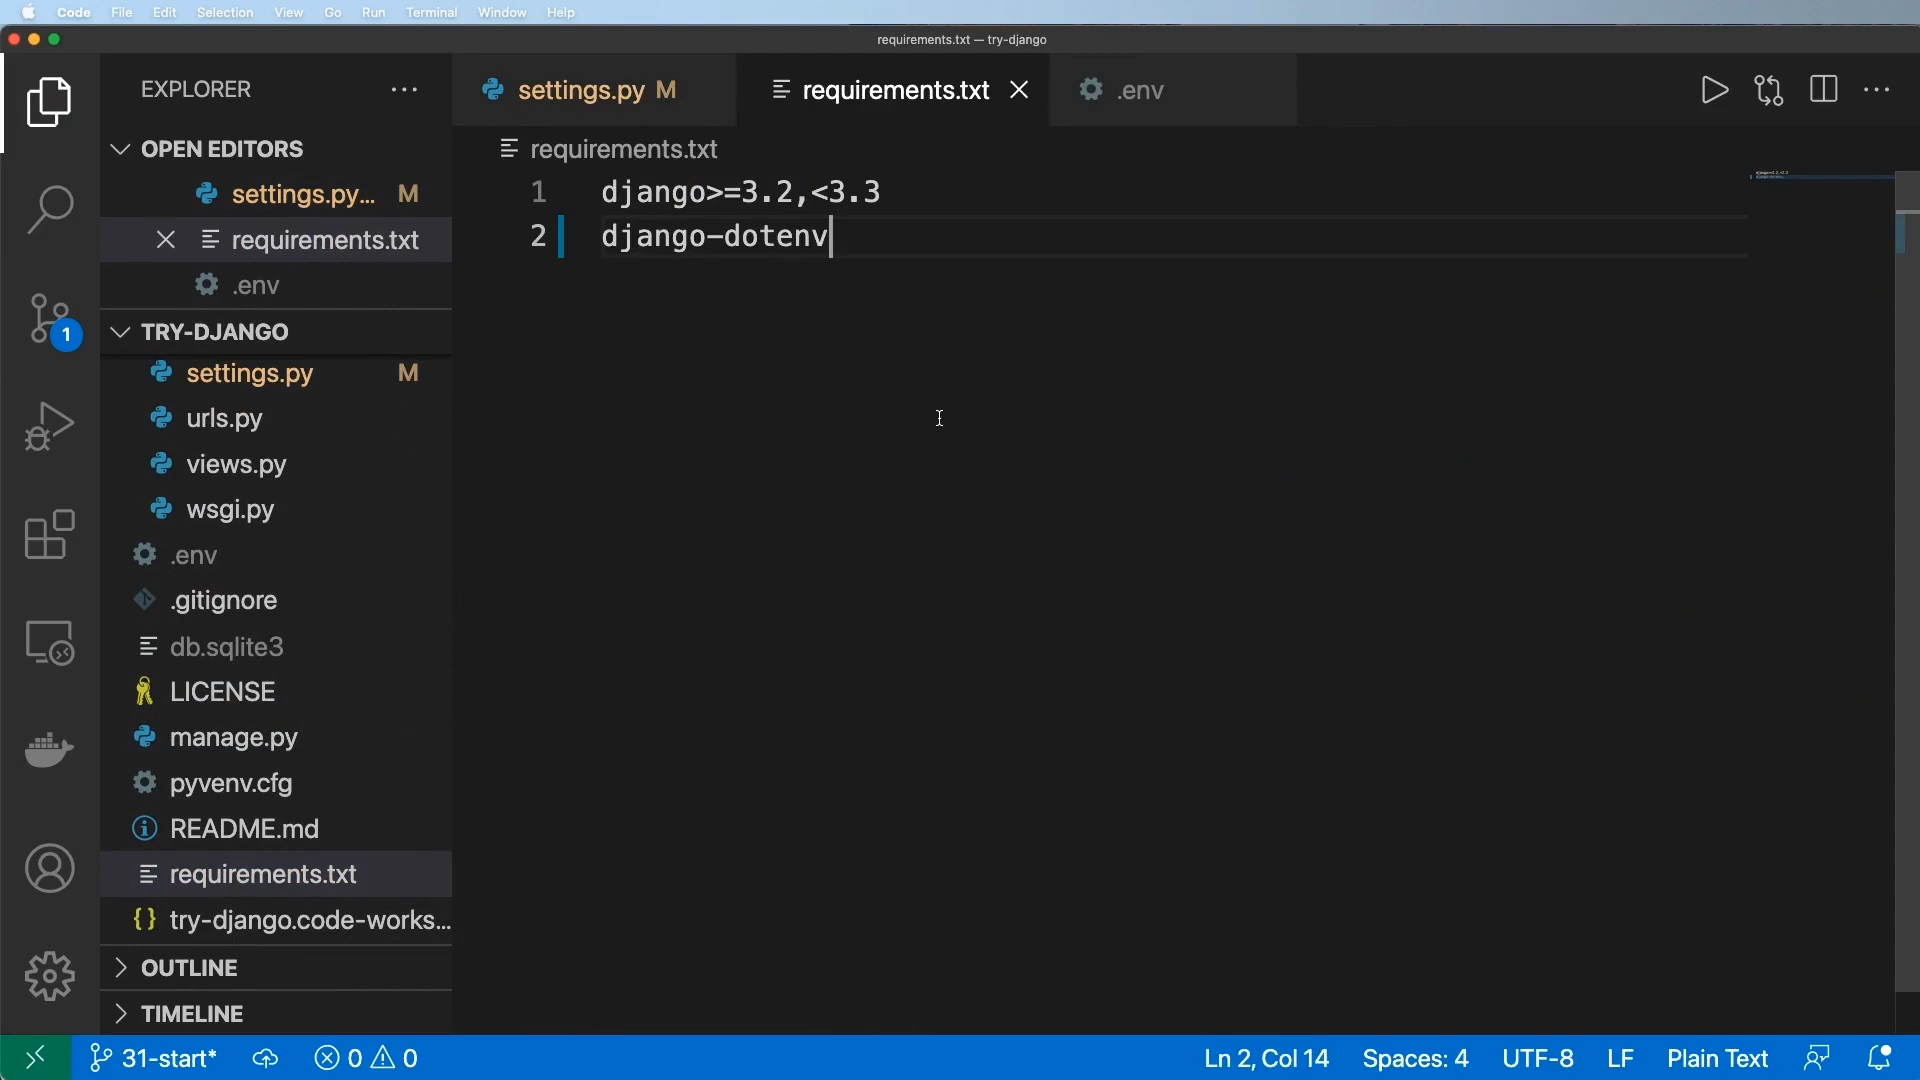 Code File Edit Selection View Go Run Terminal Window Help
requirements.txt — try-django
EXPLORER
settings.py M
requirements.txt
.env
OPEN EDITORS
settings.py... M
requirements.txt
.env
TRY-DJANGO
settings.py M
urls.py
views.py
wsgi.py
.env
.gitignore
db.sqlite3
LICENSE
manage.py
pyvenv.cfg
README.md
requirements.txt
try-django.code-works...
OUTLINE
TIMELINE
requirements.txt
1 django>=3.2,<3.3
2 django-dotenv
1
31-start* 0 0 Ln 2, Col 14 Spaces: 4 UTF-8 LF Plain Text